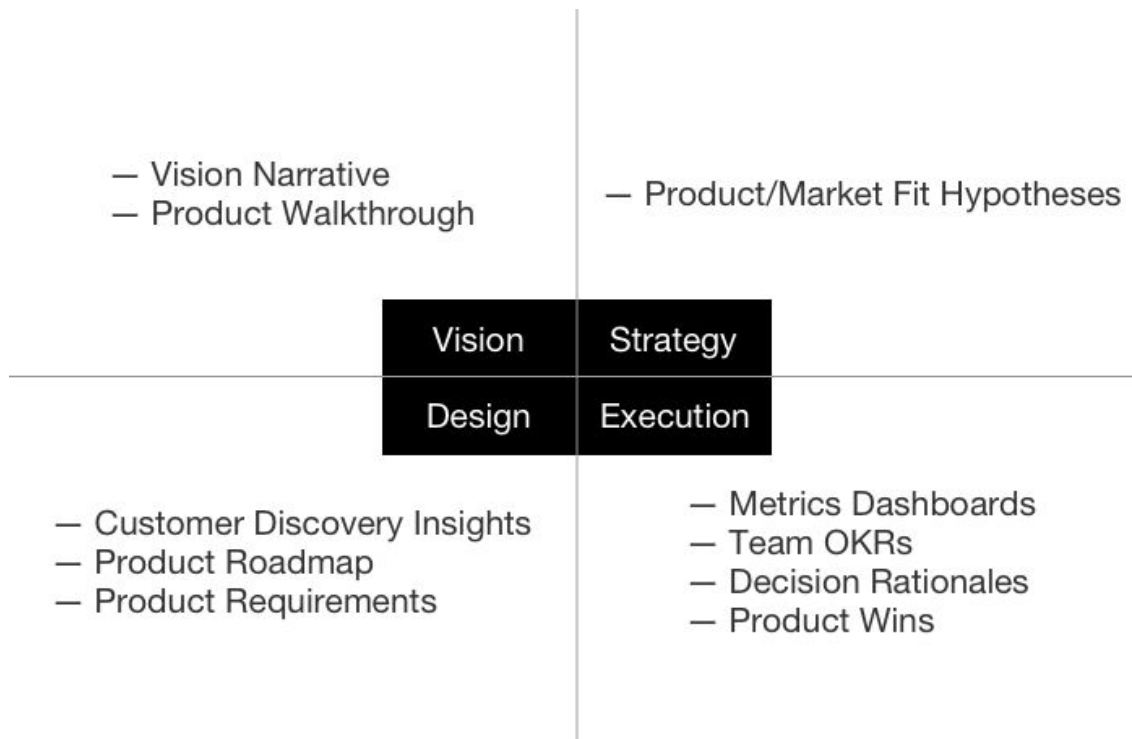 — Vision Narrative
— Product Walkthrough
— Product/Market Fit Hypotheses
Vision
Strategy
Design
Execution
— Customer Discovery Insights
— Product Roadmap
— Product Requirements
— Metrics Dashboards
— Team OKRs
— Decision Rationales
— Product Wins